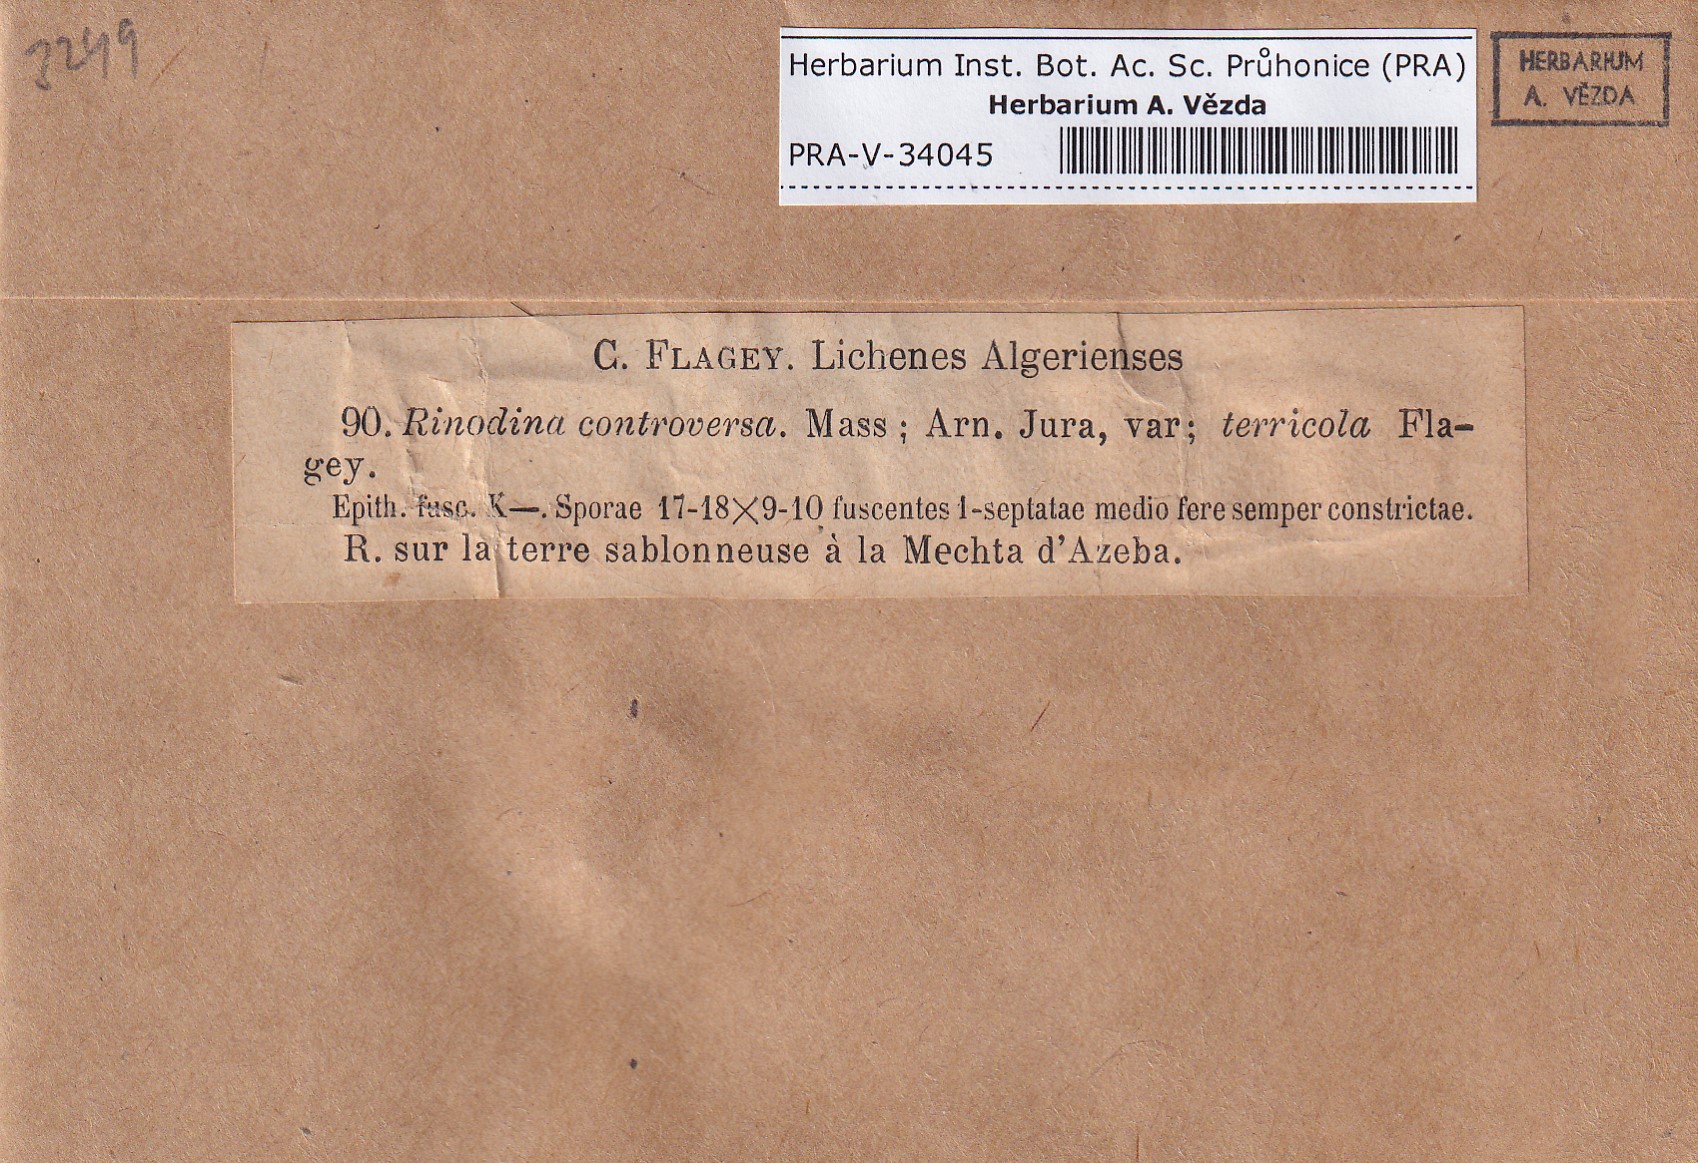 3249
Herbarium Inst. Bot. Ac. Sc. Průhonice (PRA)
Herbarium A. Vězda
PRA-V-34045
HERBARIUM
A. VĚZDA
C. FLAGEY. Lichenes Algerienses
90. Rinodina controversa. Mass ; Arn. Jura, var; terricola Fla-
gey.
Epith. fusc. K—. Sporae 17-18×9-10 fuscentes 1-septatae medio fere semper constrictae.
R. sur la terre sablonneuse à la Mechta d'Azeba.